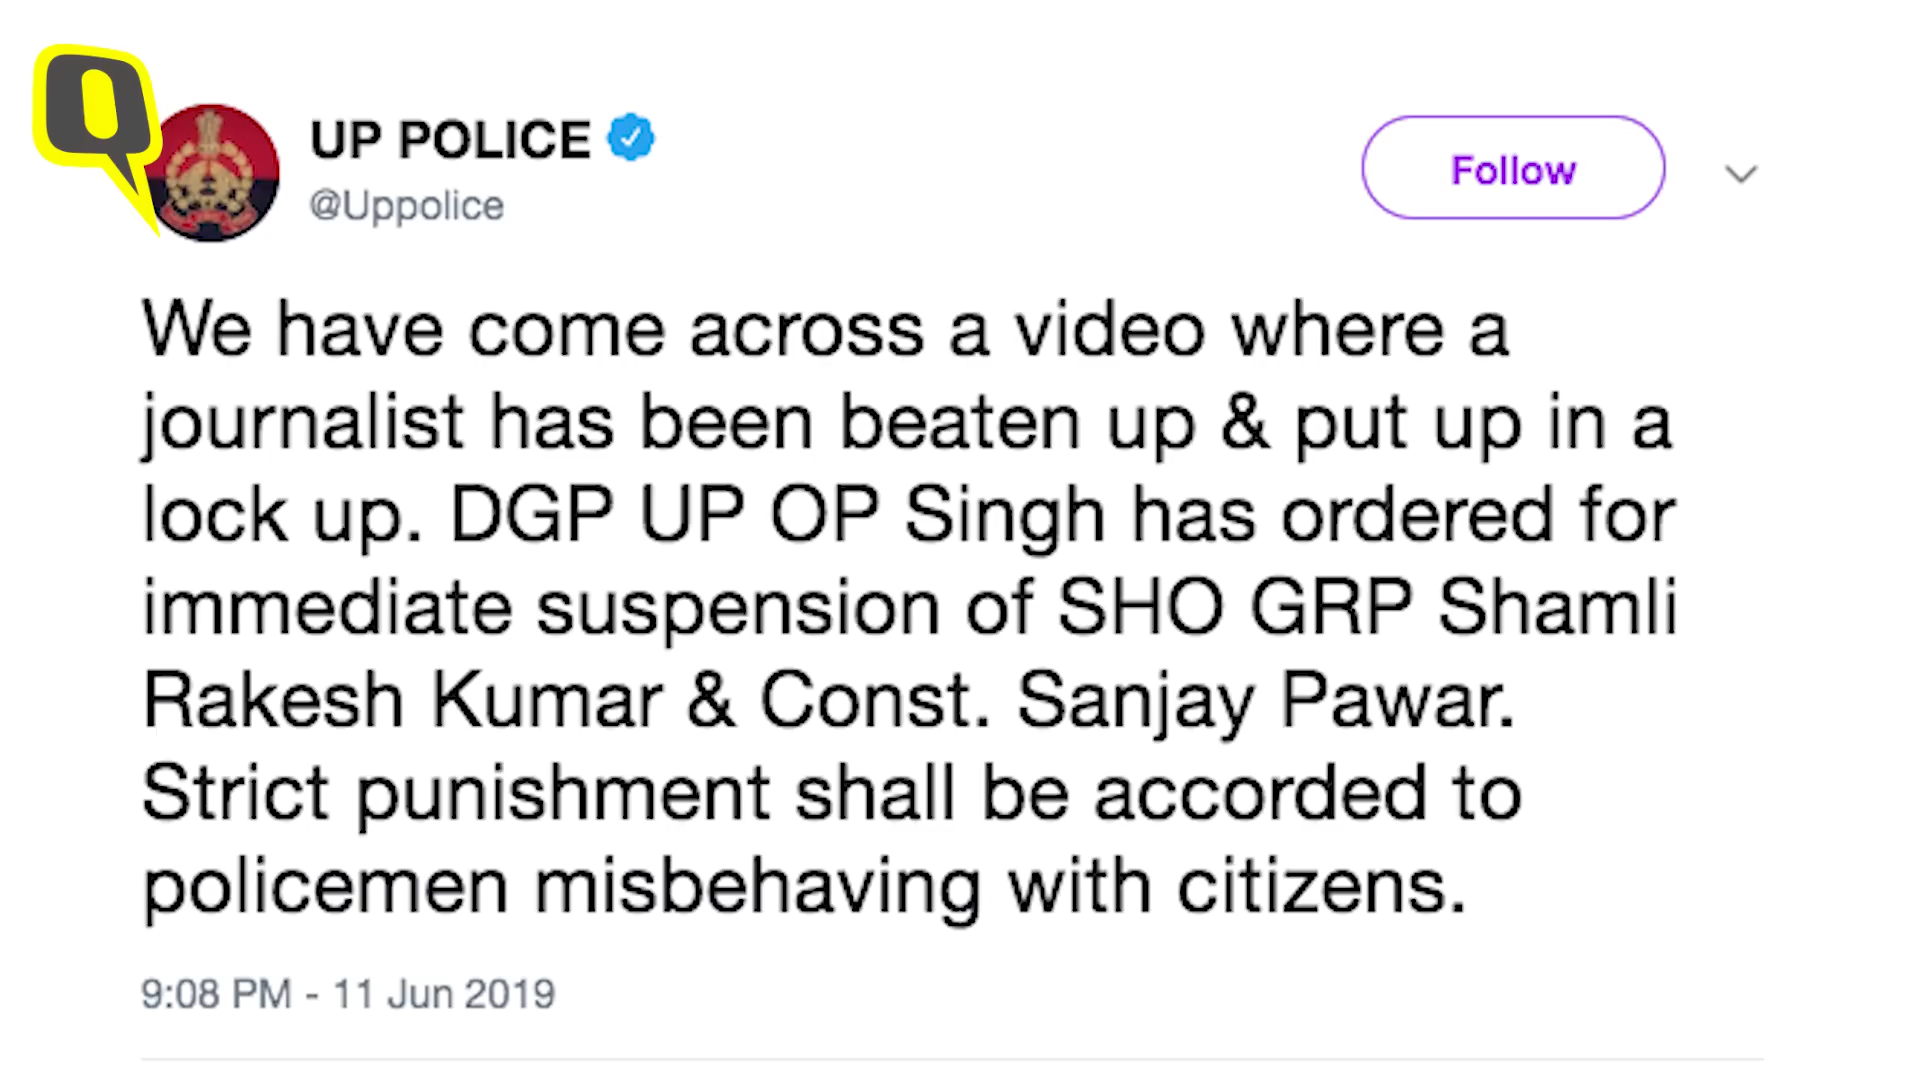 Q
UP POLICE
@Uppolice
Follow
We have come across a video where a
journalist has been beaten up & put up in a
lock up. DGP UP OP Singh has ordered for
immediate suspension of SHO GRP Shamli
Rakesh Kumar & Const. Sanjay Pawar.
Strict punishment shall be accorded to
policemen misbehaving with citizens.
9:08 PM - 11 Jun 2019